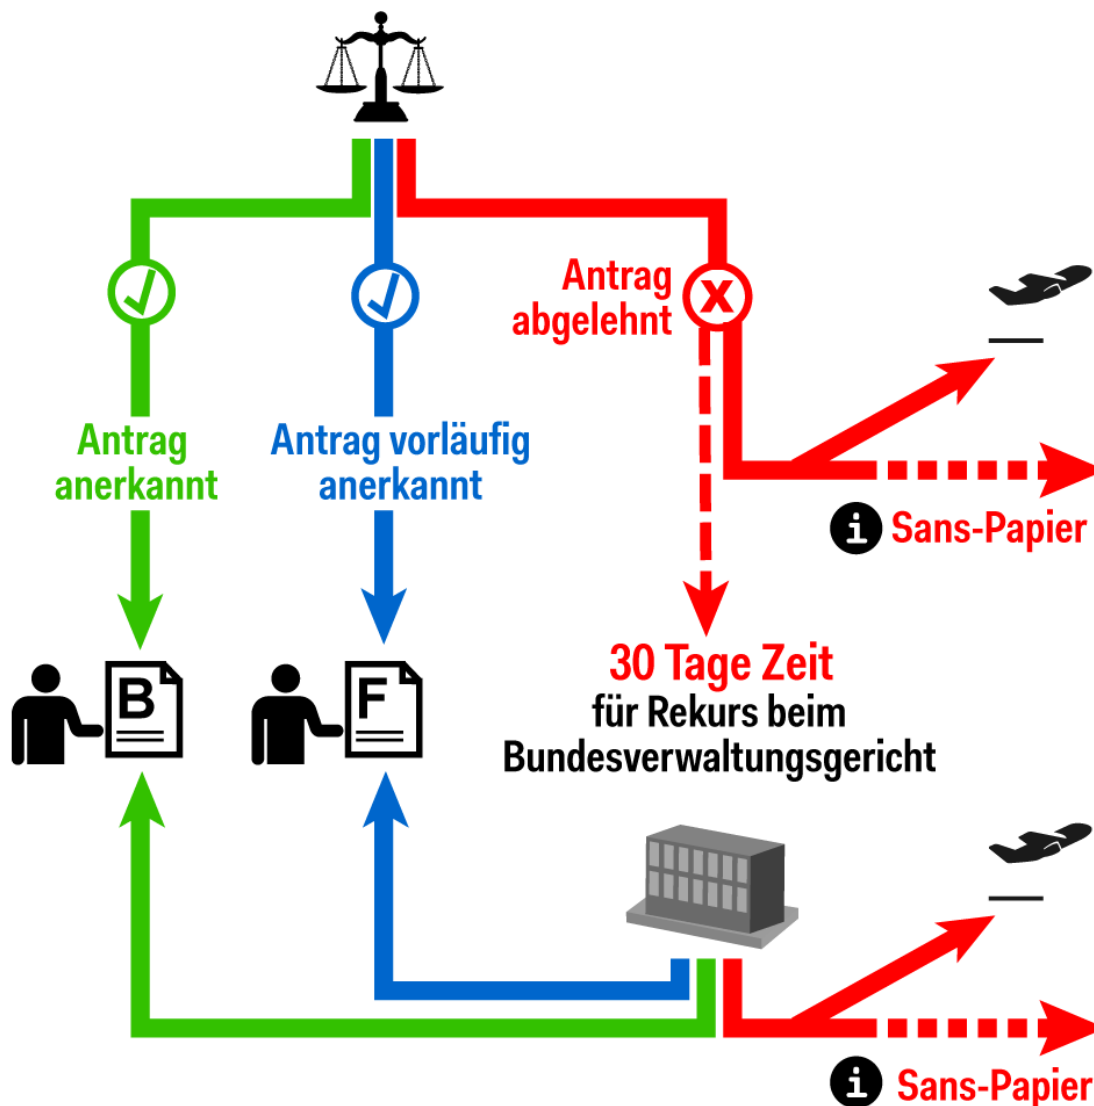 Antrag
abgelehnt
Antrag
anerkannt
Antrag vorläufig
anerkannt
i Sans-Papier
B
F
30 Tage Zeit
für Rekurs beim
Bundesverwaltungsgericht
i Sans-Papier